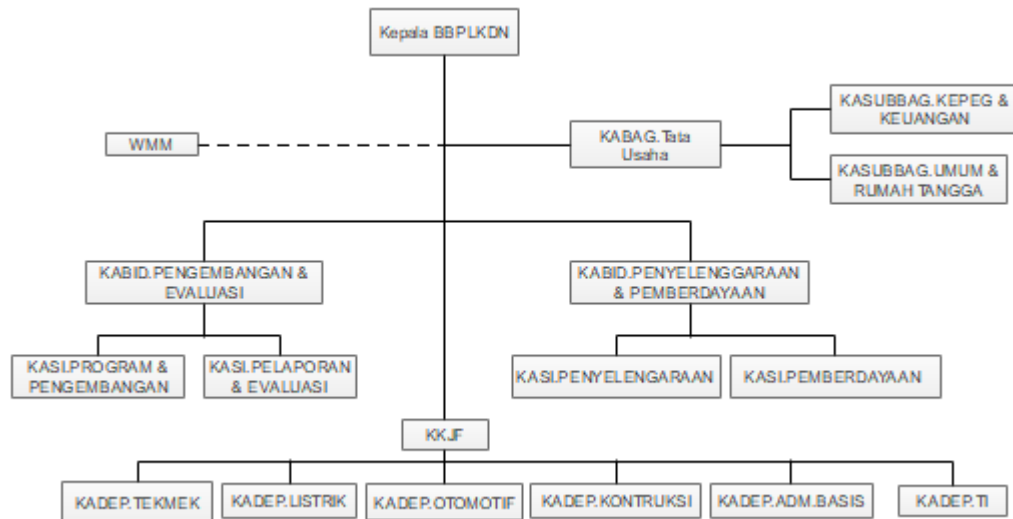 Kepala BBPLKDN
KASUBBAG.KEPEG &
KEUANGAN
WMM
KABAG.Tata
Usaha
KASUBBAG.UMUM &
RUMAH TANGGA
KABID.PENGEMBANGAN &
EVALUASI
KABID.PENYELENGGARAAN
& PEMBERDAYAAN
KASI.PROGRAM &
PENGEMBANGAN
KASI.PELAPORAN
& EVALUASI
KASI.PENYELENGARAAN
KASI.PEMBERDAYAAN
KKJF
KADEP.TEKMEK
KADEP.LISTRIK
KADEP.OTOMOTIF
KADEP.KONTRUKSI
KADEP.ADM.BASIS
KADEP.TI